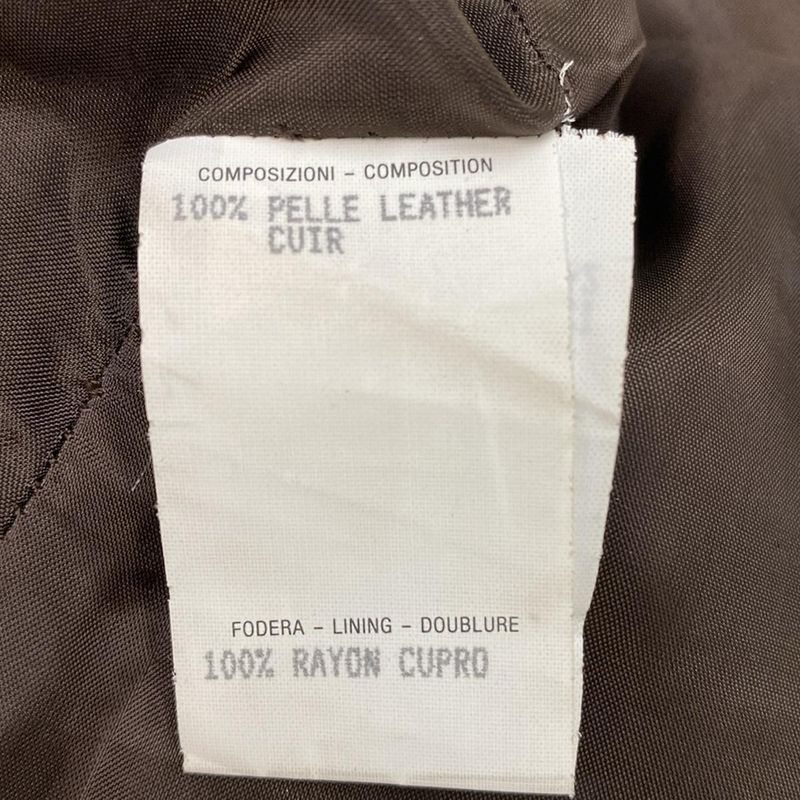 COMPOSIZIONI – COMPOSITION
100% PELLE LEATHER
CUIR
FODERA – LINING – DOUBLURE
100% RAYON CUPRO